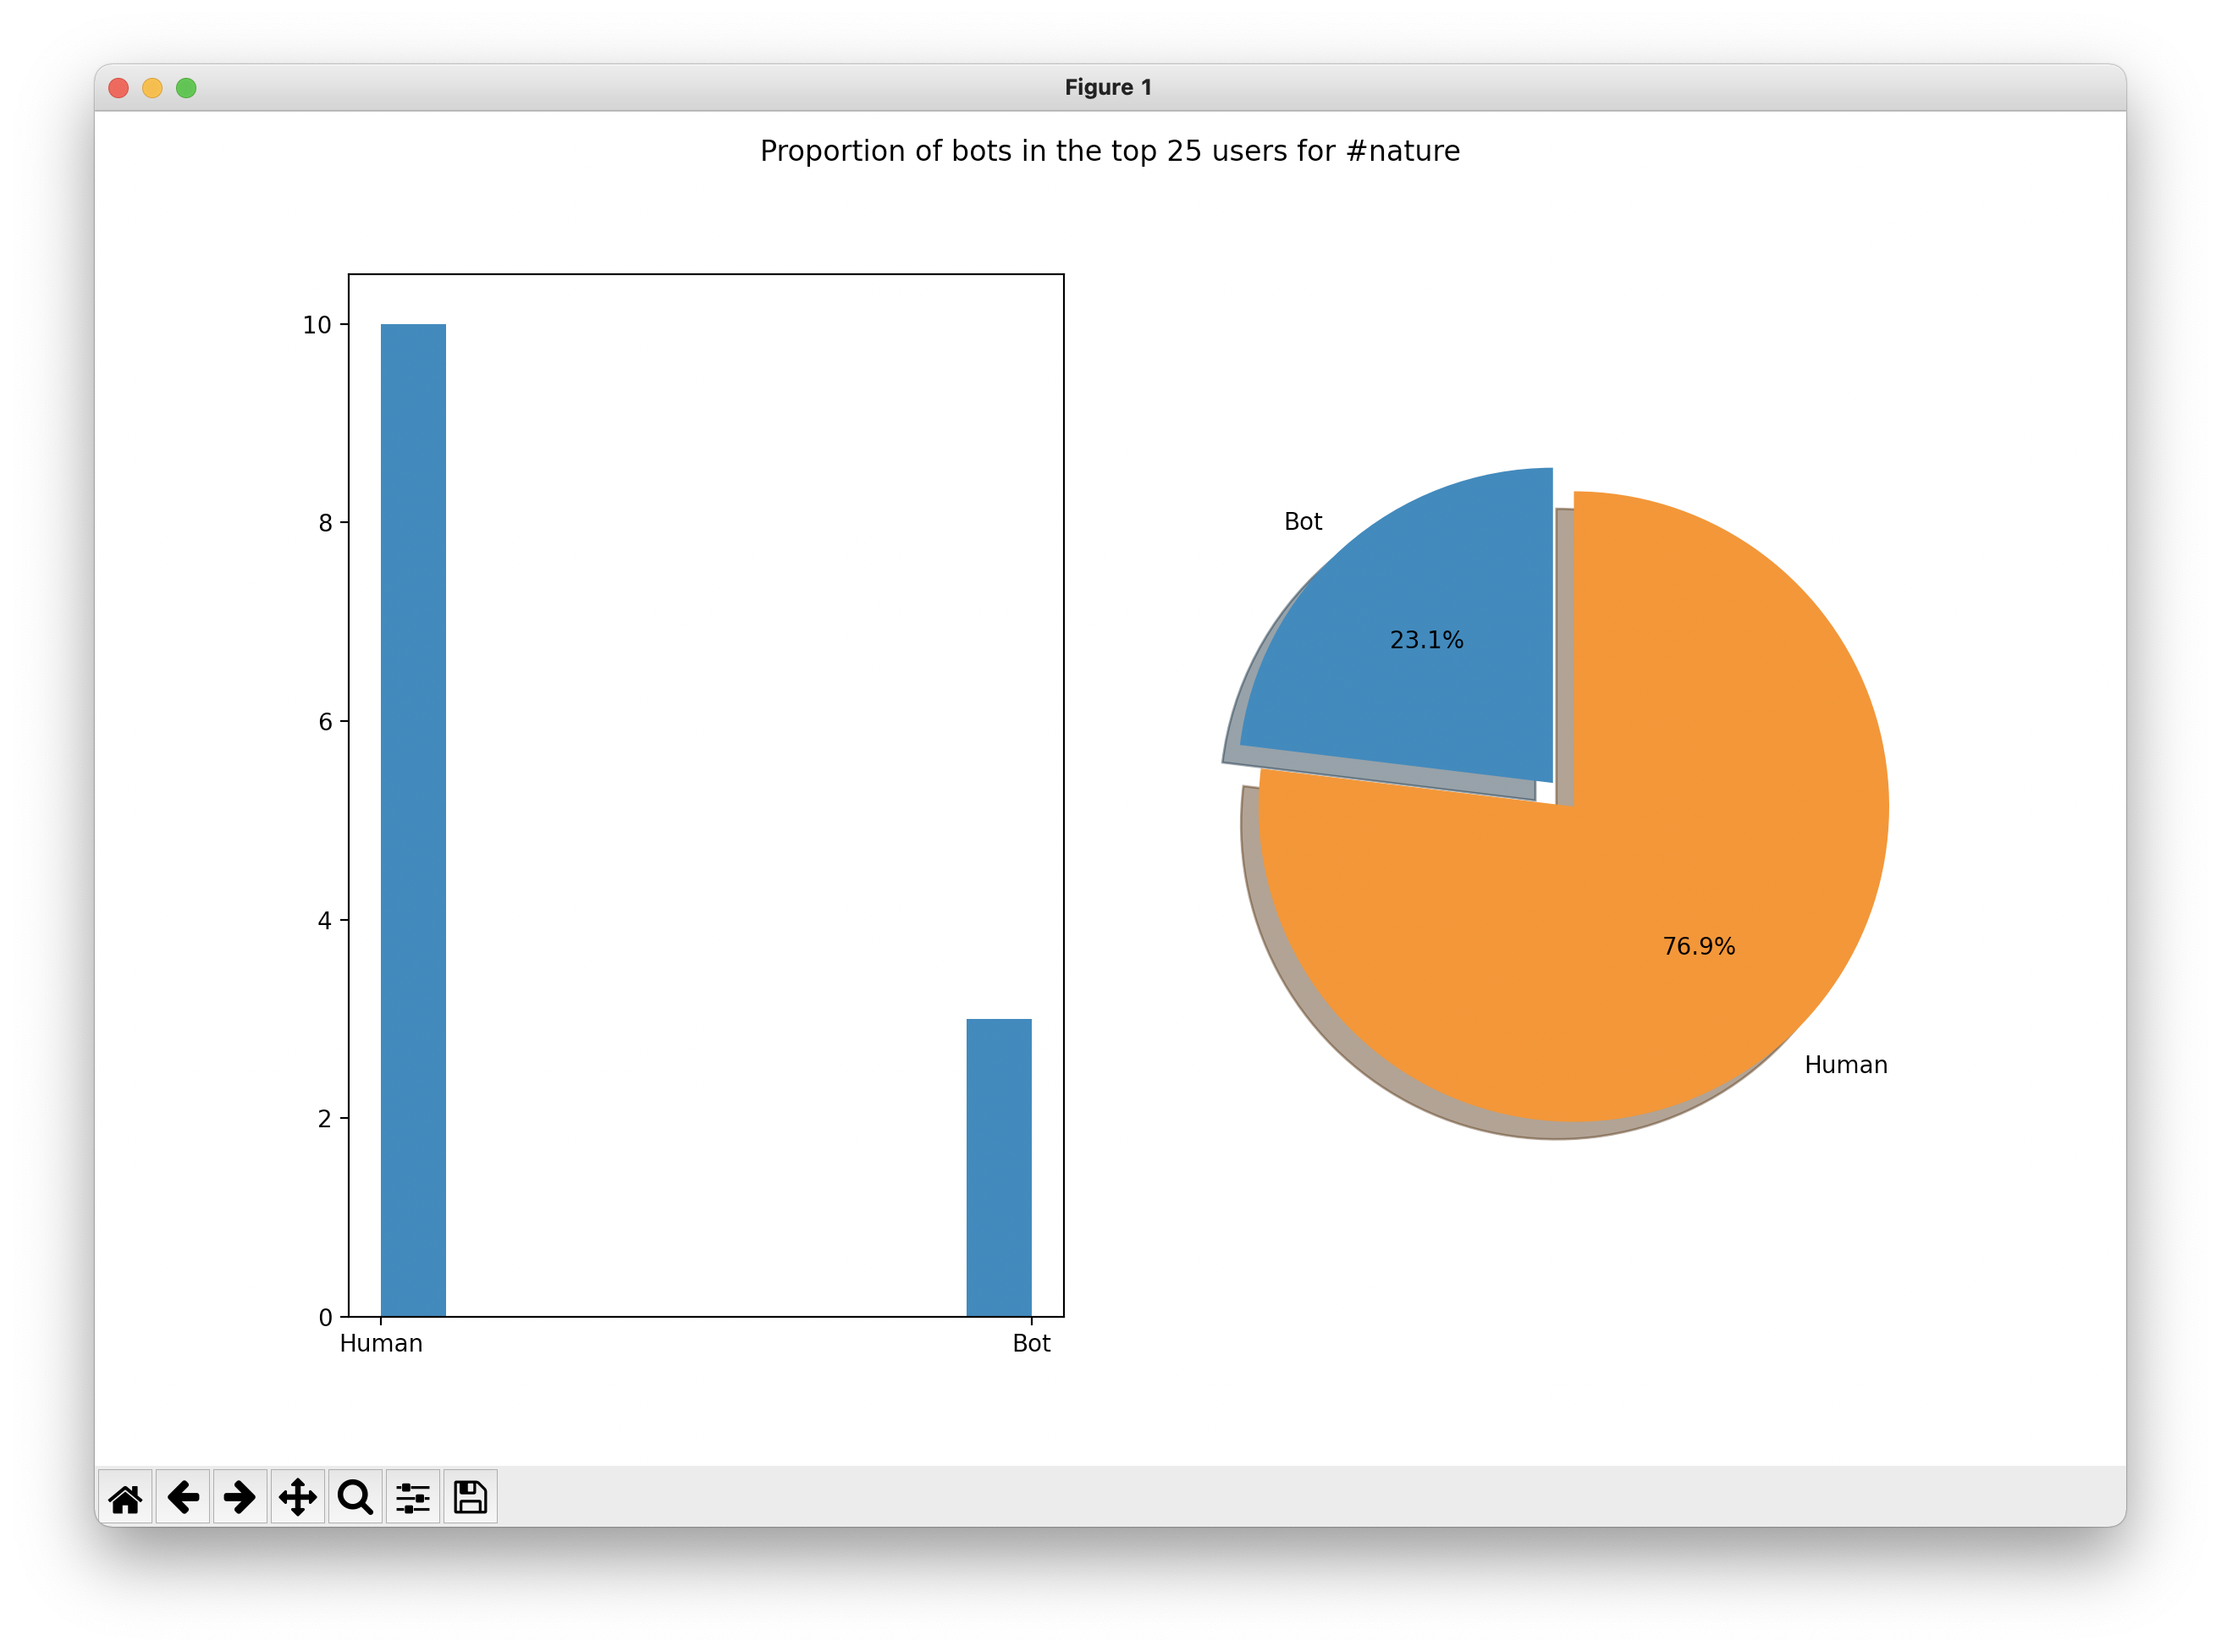 Figure 1
Proportion of bots in the top 25 users for #nature
10
8
6
4
2
0
Human
Bot
Bot
23.1%
76.9%
Human